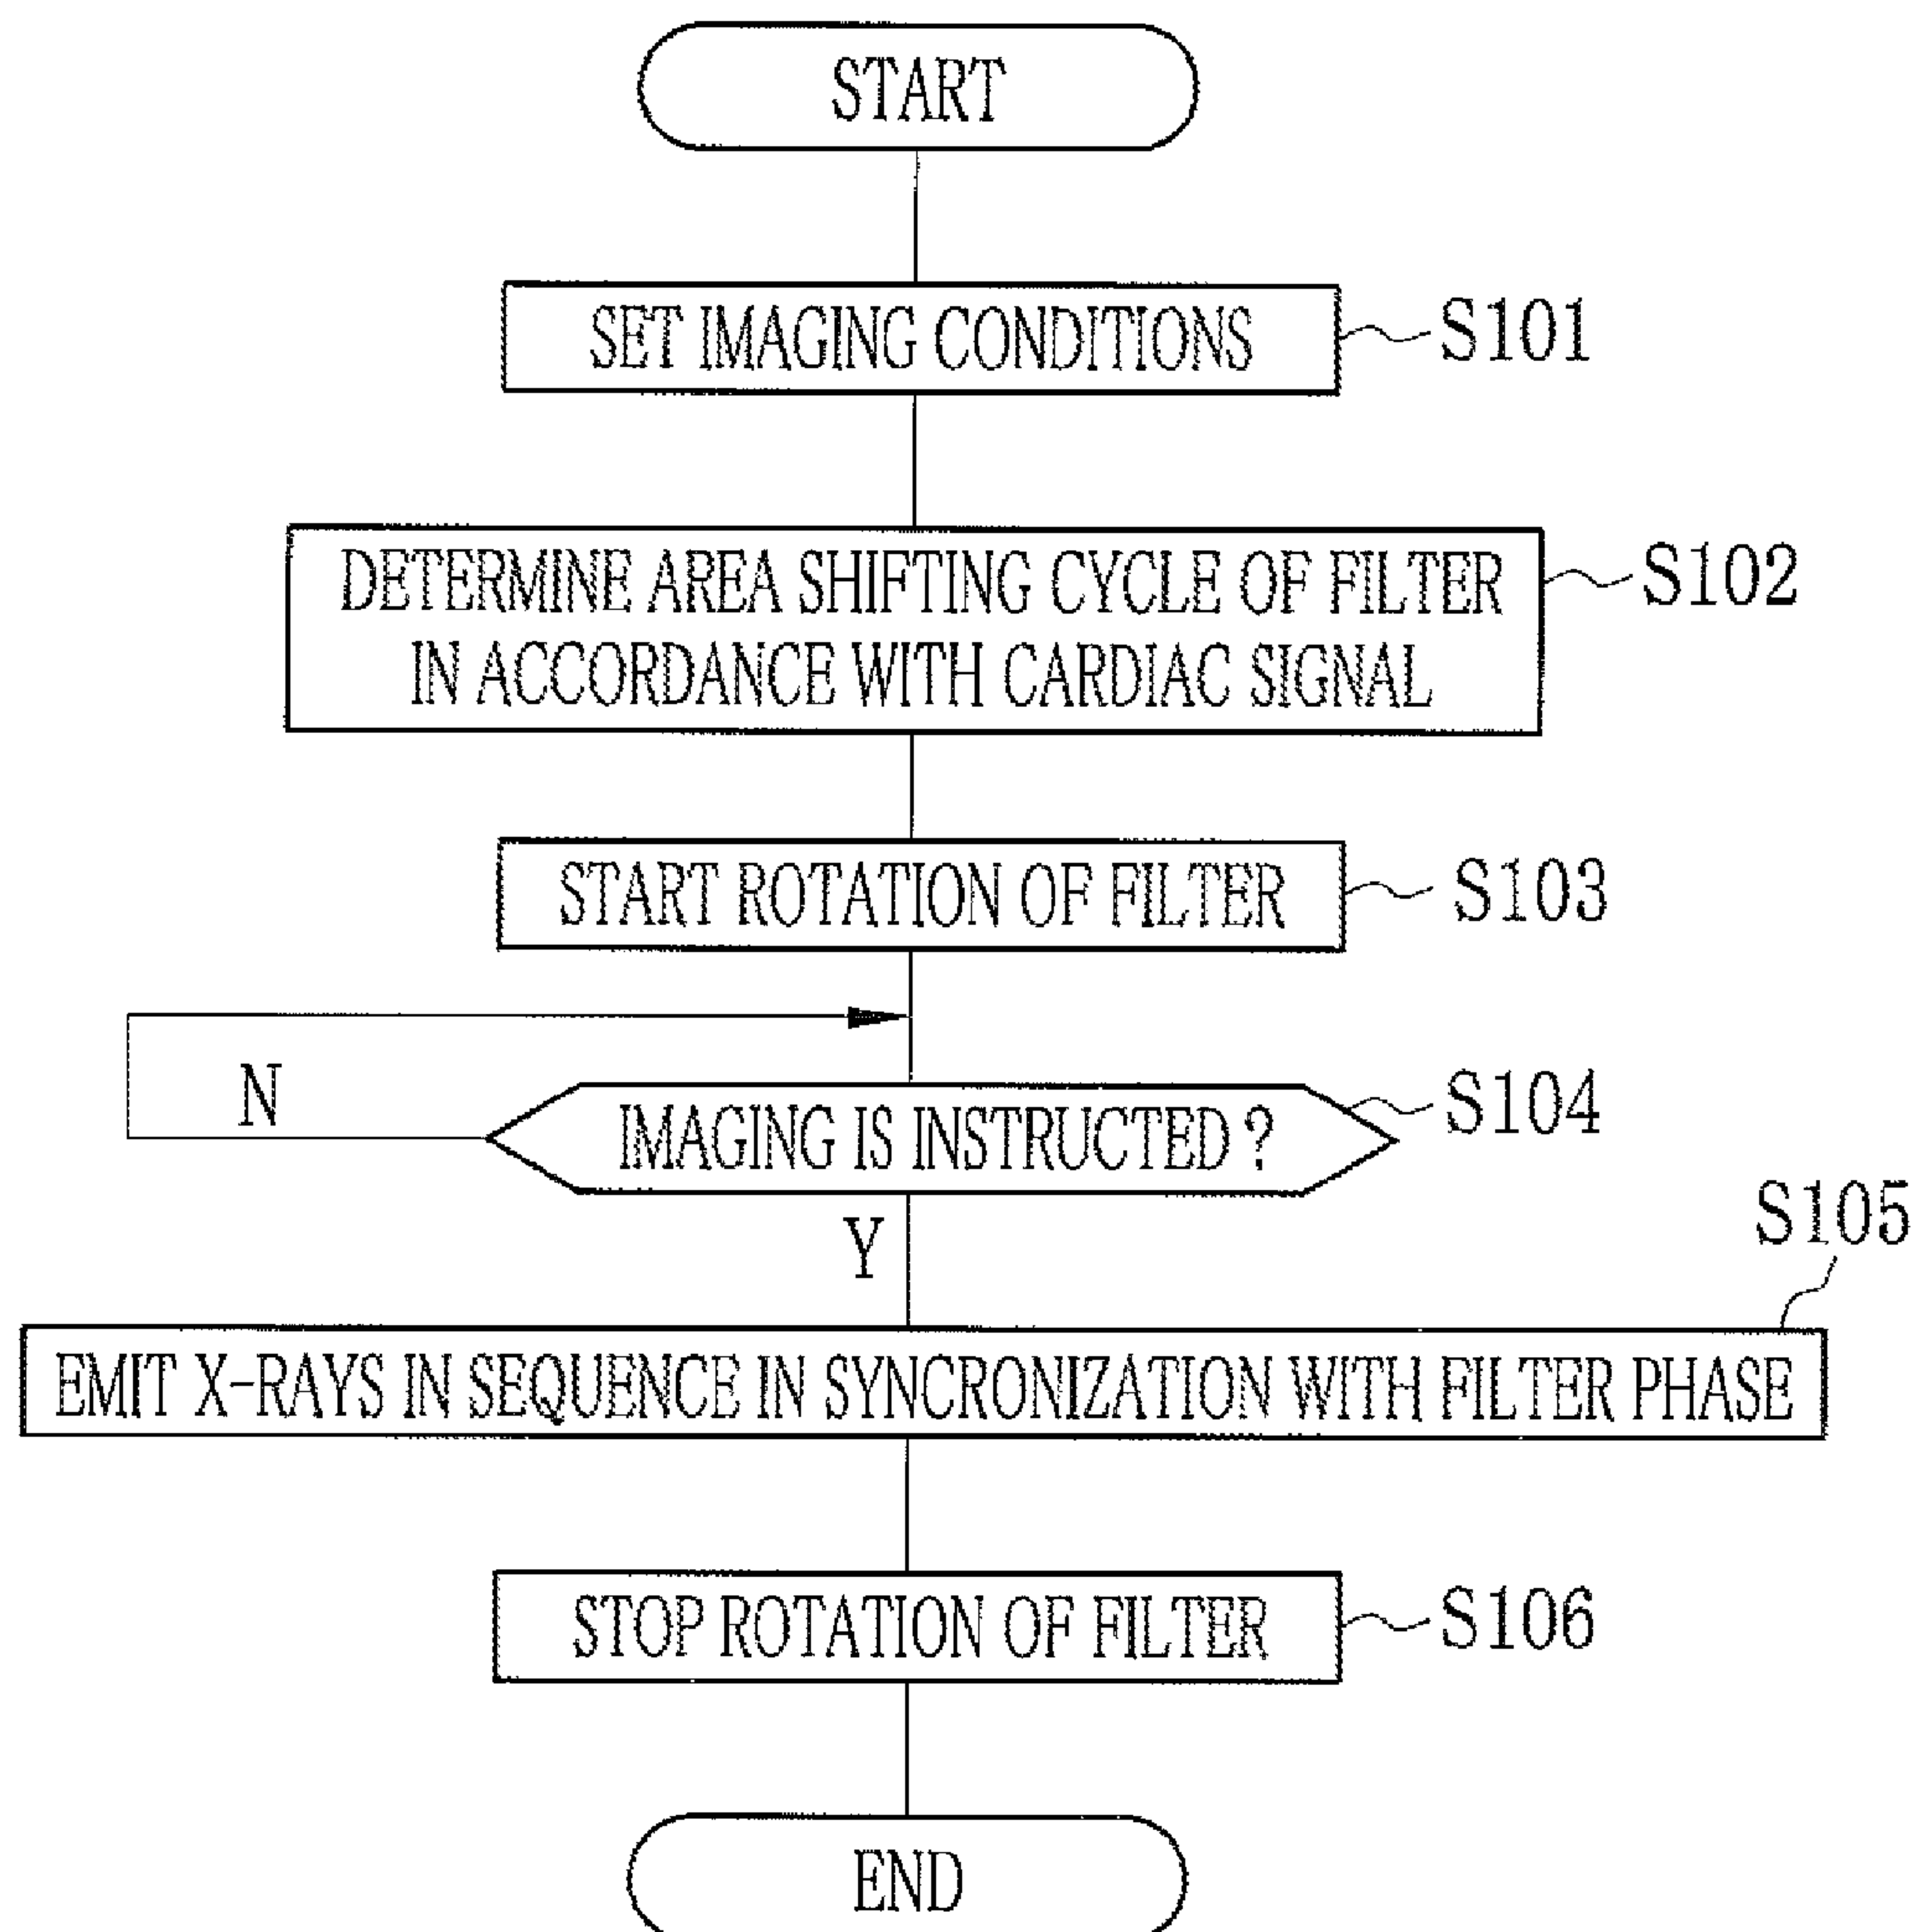 START
SET IMAGING CONDITIONS
S101
DETERMINE AREA SHIFTING CYCLE OF FILTER
IN ACCORDANCE WITH CARDIAC SIGNAL
S102
START ROTATION OF FILTER
S103
N
IMAGING IS INSTRUCTED ?
S104
Y
S105
EMIT X-RAYS IN SEQUENCE IN SYNCRONIZATION WITH FILTER PHASE
STOP ROTATION OF FILTER
S106
END